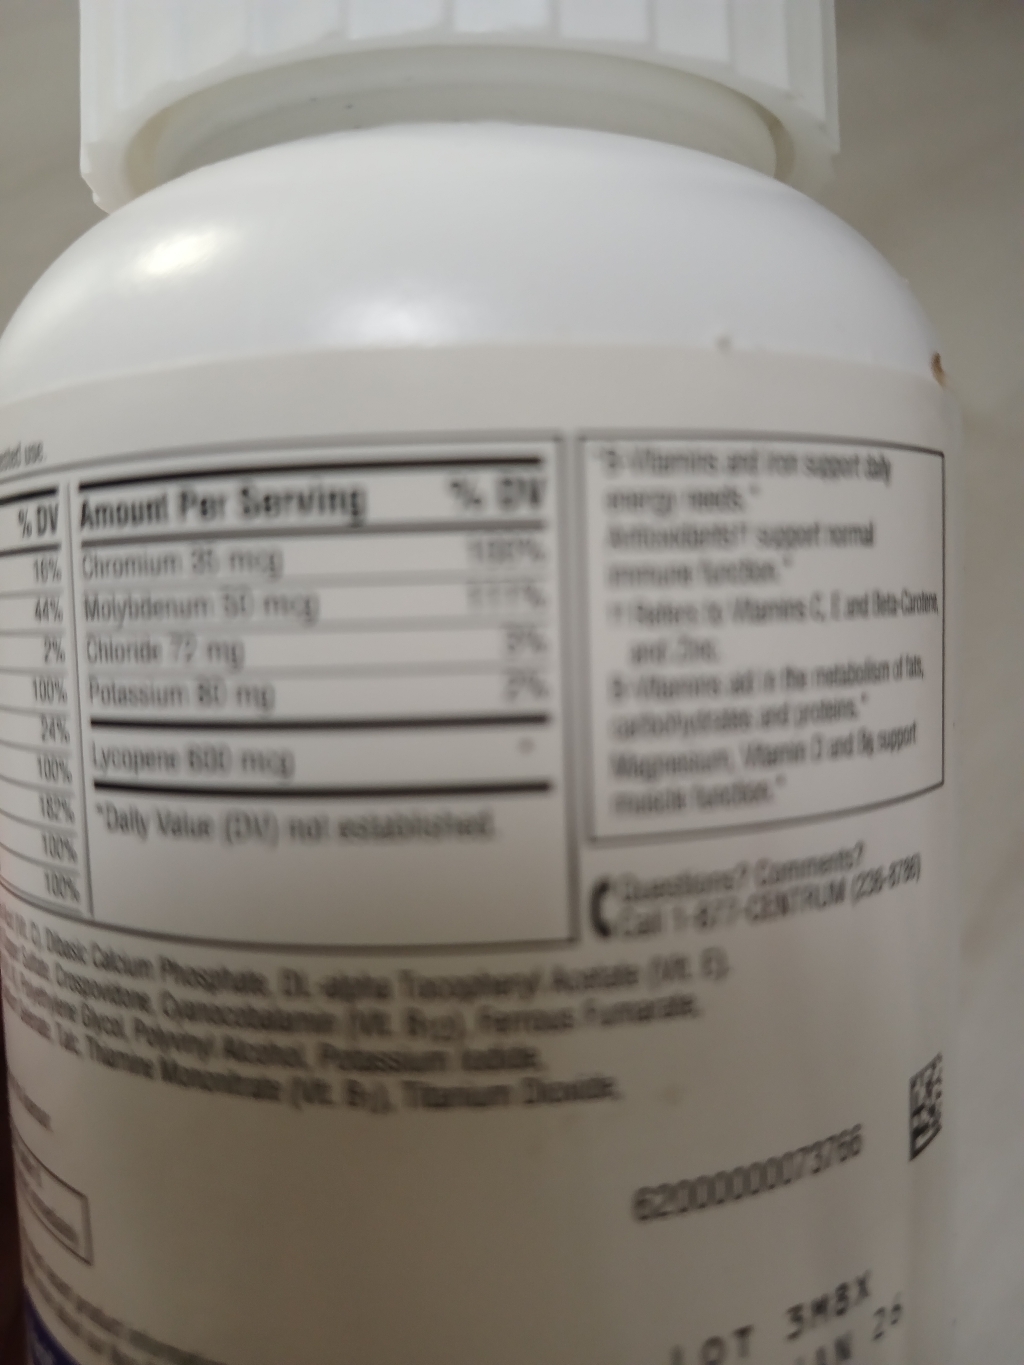 % DV
16%
44%
2%
100%
24%
100%
182%
100%
100%
Amount Per Serving % DV
Chromium 35 mcg 100%
Molybdenum 50 mcg 111%
Chloride 72 mg 3%
Potassium 80 mg 2%
Lycopene 600 mcg *
*Daily Value (DV) not established.
B-Vitamins and Iron support daily
energy needs.*
Antioxidants†† support normal
immune function.*
†† Refers to Vitamins C, E and Beta-Carotene,
and Zinc.
B-Vitamins aid in the metabolism of fats,
carbohydrates and proteins.*
Magnesium, Vitamin D and B6 support
muscle function.*
Questions? Comments?
Call 1-877-CENTRUM (236-8786)
Dibasic Calcium Phosphate, DL-alpha Tocopheryl Acetate (Vit. E),
Crospovidone, Cyanocobalamin (Vit. B12), Ferrous Fumarate,
Polyethylene Glycol, Polyvinyl Alcohol, Potassium Iodide,
Talc, Thiamine Mononitrate (Vit. B1), Titanium Dioxide.
62000000073766
LOT 3M8X
26